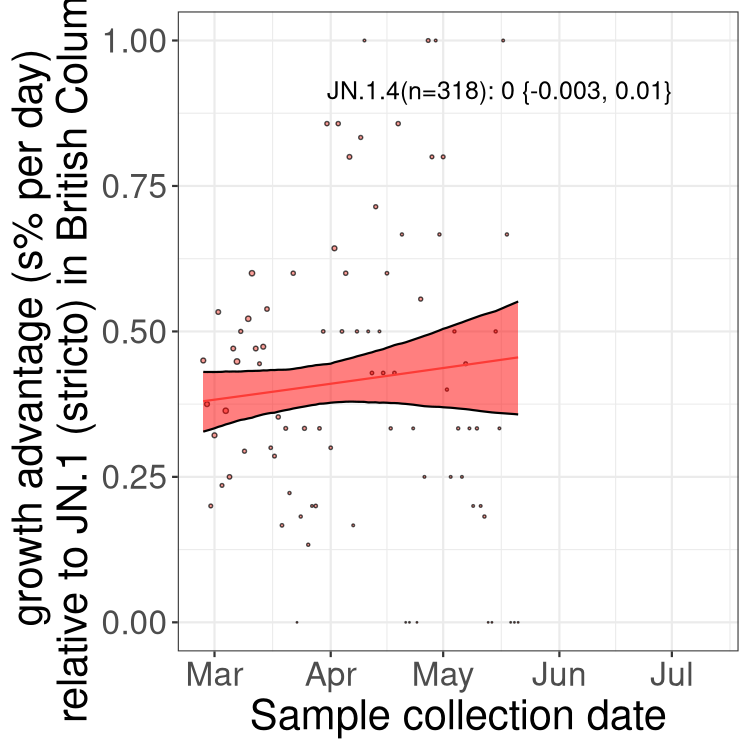 growth advantage (s% per day)
relative to JN.1 (stricto) in British Colum
1.00
0.75
0.50
0.25
0.00
JN.1.4(n=318): 0 {-0.003, 0.01}
Mar Apr May Jun Jul
Sample collection date